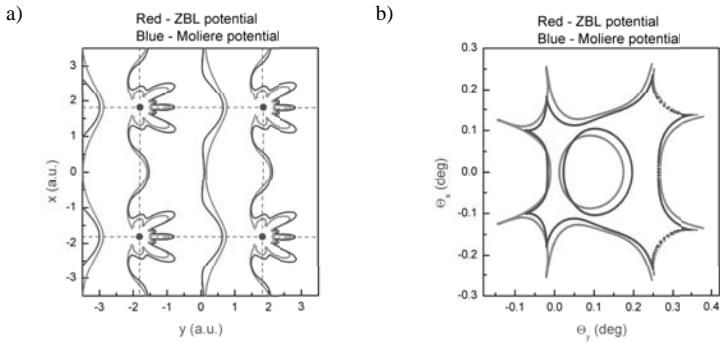 a)
Red - ZBL potential
Blue - Moliere potential
x (a.u.)
3
2
1
0
-1
-2
-3
-3
-2
-1
0
1
2
3
y (a.u.)
b)
Red - ZBL potential
Blue - Moliere potential
Θx (deg)
0.3
0.2
0.1
0.0
-0.1
-0.2
-0.3
-0.1
0.0
0.1
0.2
0.3
0.4
Θy (deg)